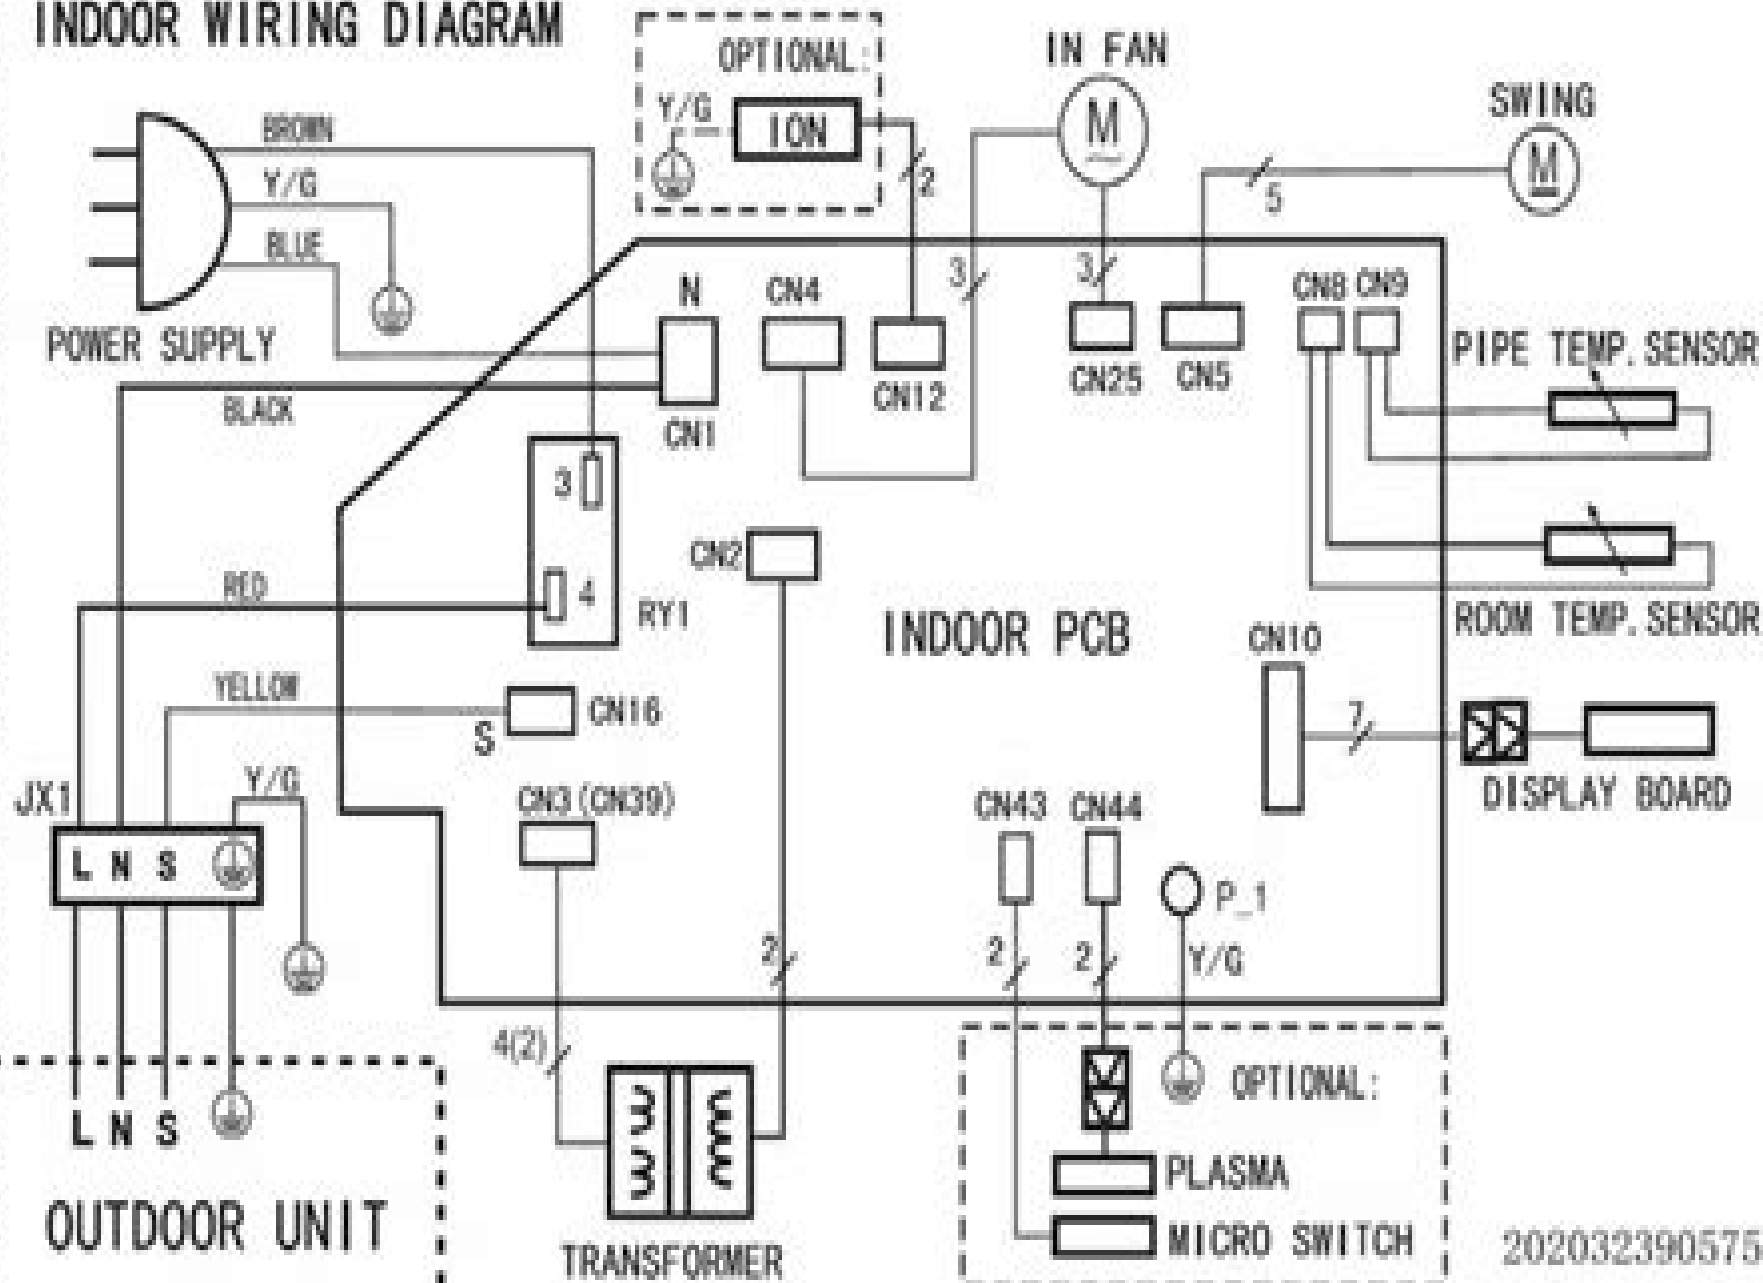 INDOOR WIRING DIAGRAM
OPTIONAL:
Y/G
ION
2
IN FAN
M
SWING
M
5
BROWN
Y/G
BLUE
POWER SUPPLY
BLACK
N
CN1
CN4
CN12
3
3
CN25
CN5
CN8 CN9
PIPE TEMP. SENSOR
3
4
RY1
CN2
RED
INDOOR PCB
ROOM TEMP. SENSOR
CN10
YELLOW
S
CN16
7
DISPLAY BOARD
JX1
Y/G
L N S
CN3(CN39)
CN43
CN44
P_1
2
2
2
Y/G
4(2)
L N S
OUTDOOR UNIT
TRANSFORMER
OPTIONAL:
PLASMA
MICRO SWITCH
202032390575